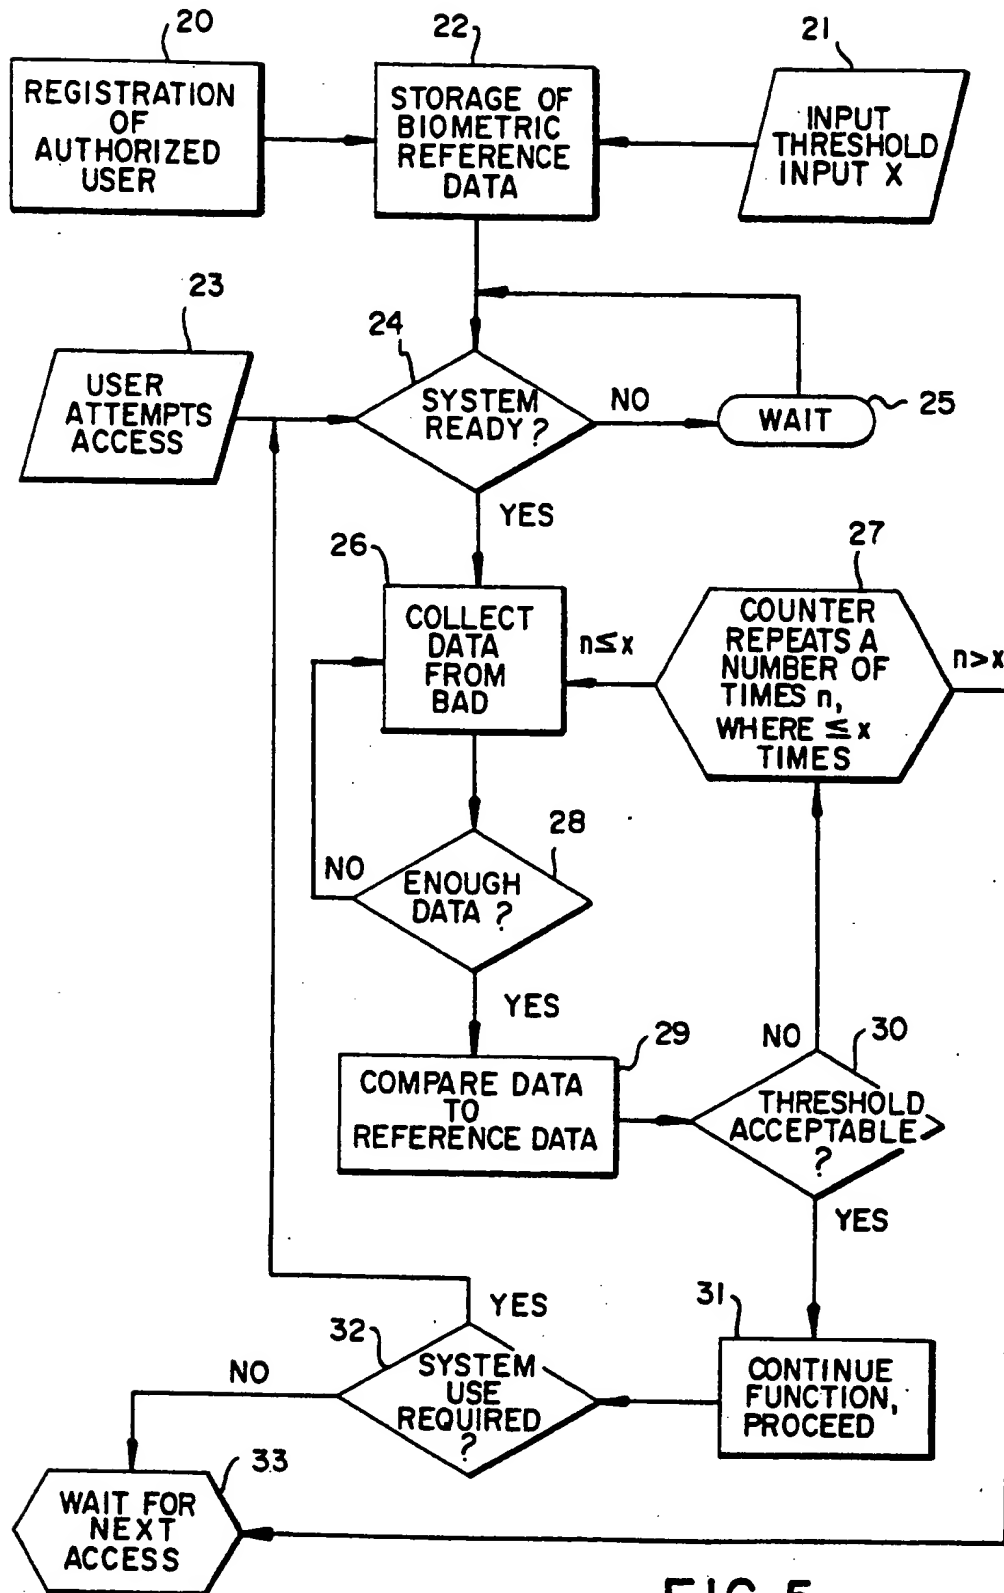 20
22
21
REGISTRATION
OF
AUTHORIZED
USER
STORAGE OF
BIOMETRIC
REFERENCE
DATA
INPUT
THRESHOLD
INPUT X
23
24
USER
ATTEMPTS
ACCESS
SYSTEM
READY?
NO
WAIT
25
YES
26
27
COLLECT
DATA
FROM
BAD
n≤x
COUNTER
REPEATS A
NUMBER OF
TIMES n,
WHERE ≤x
TIMES
n>x
28
NO
ENOUGH
DATA ?
YES
29
NO
30
COMPARE DATA
TO
REFERENCE DATA
THRESHOLD
ACCEPTABLE
?
YES
YES
31
32
NO
SYSTEM
USE
REQUIRED
?
CONTINUE
FUNCTION,
PROCEED
33
WAIT FOR
NEXT
ACCESS
FIG.5